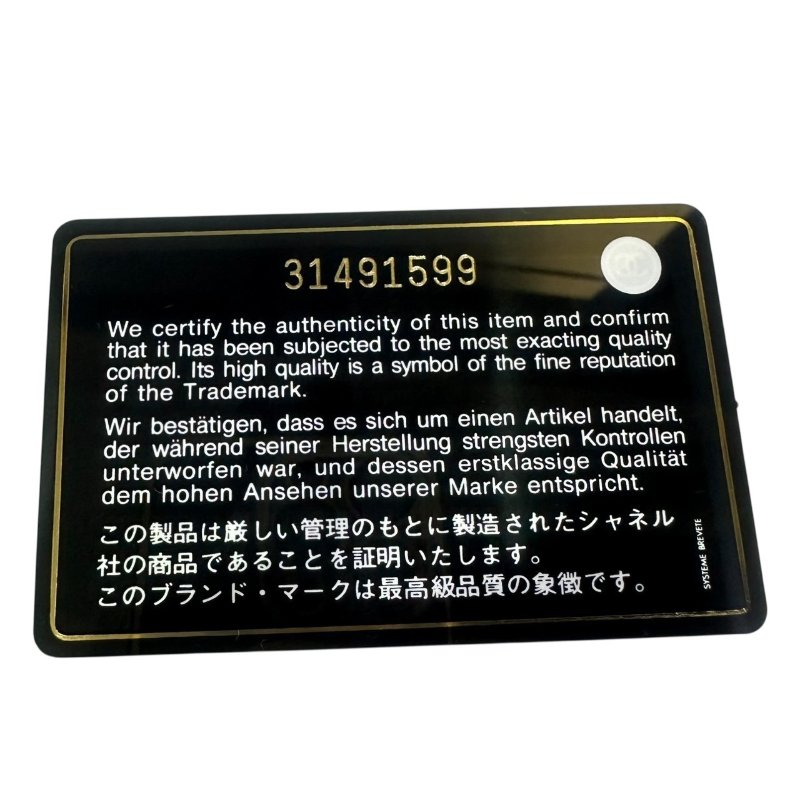 31491599
We certify the authenticity of this item and confirm
that it has been subjected to the most exacting quality
control. Its high quality is a symbol of the fine reputation
of the Trademark.
Wir bestätigen, dass es sich um einen Artikel handelt,
der während seiner Herstellung strengsten Kontrollen
unterworfen war, und dessen erstklassige Qualität
dem hohen Ansehen unserer Marke entspricht.
この製品は厳しい管理のもとに製造されたシャネル
社の商品であることを証明いたします。
このブランド・マークは最高級品質の象徴です。
SYSTEME BREVETE